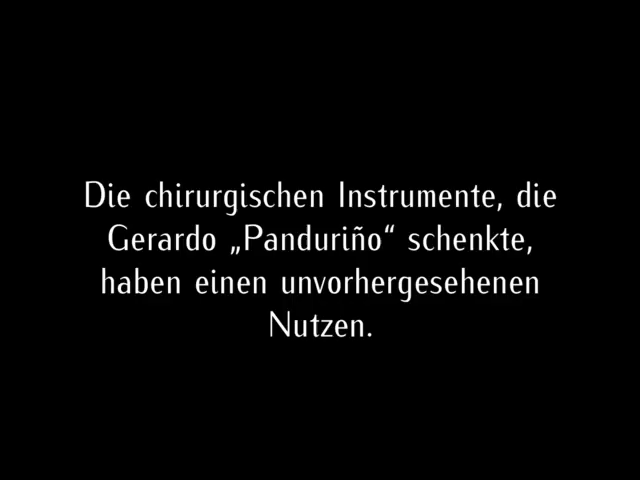 Die chirurgischen Instrumente, die
Gerardo „Panduriño“ schenkte,
haben einen unvorhergesehenen
Nutzen.